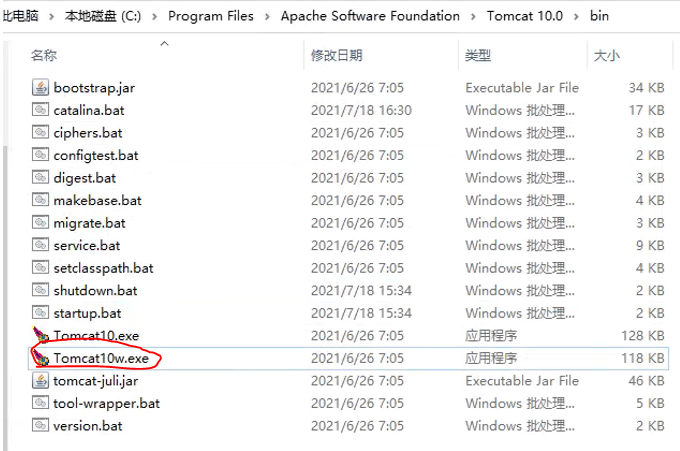 此电脑 › 本地磁盘 (C:) › Program Files › Apache Software Foundation › Tomcat 10.0 › bin
名称 修改日期 类型 大小
bootstrap.jar 2021/6/26 7:05 Executable Jar File 34 KB
catalina.bat 2021/7/18 16:30 Windows 批处理... 17 KB
ciphers.bat 2021/6/26 7:05 Windows 批处理... 3 KB
configtest.bat 2021/6/26 7:05 Windows 批处理... 2 KB
digest.bat 2021/6/26 7:05 Windows 批处理... 3 KB
makebase.bat 2021/6/26 7:05 Windows 批处理... 4 KB
migrate.bat 2021/6/26 7:05 Windows 批处理... 3 KB
service.bat 2021/6/26 7:05 Windows 批处理... 9 KB
setclasspath.bat 2021/6/26 7:05 Windows 批处理... 4 KB
shutdown.bat 2021/7/18 15:34 Windows 批处理... 2 KB
startup.bat 2021/7/18 15:34 Windows 批处理... 2 KB
Tomcat10.exe 2021/6/26 7:05 应用程序 128 KB
Tomcat10w.exe 2021/6/26 7:05 应用程序 118 KB
tomcat-juli.jar 2021/6/26 7:05 Executable Jar File 46 KB
tool-wrapper.bat 2021/6/26 7:05 Windows 批处理... 5 KB
version.bat 2021/6/26 7:05 Windows 批处理... 2 KB